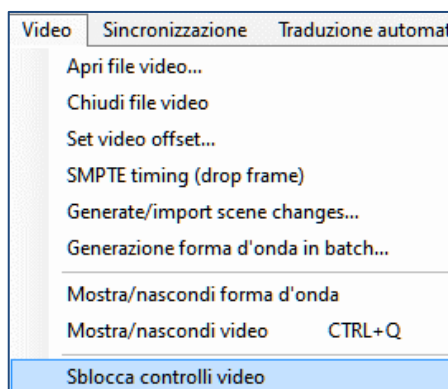 Video Sincronizzazione Traduzione
Apri file video...
Chiudi file video
Set video offset...
SMPTE timing (drop frame)
Generate/import scene changes...
Generazione forma d'onda in batch...
Mostra/nascondi forma d'onda
Mostra/nascondi video CTRL+Q
Sblocca controlli video